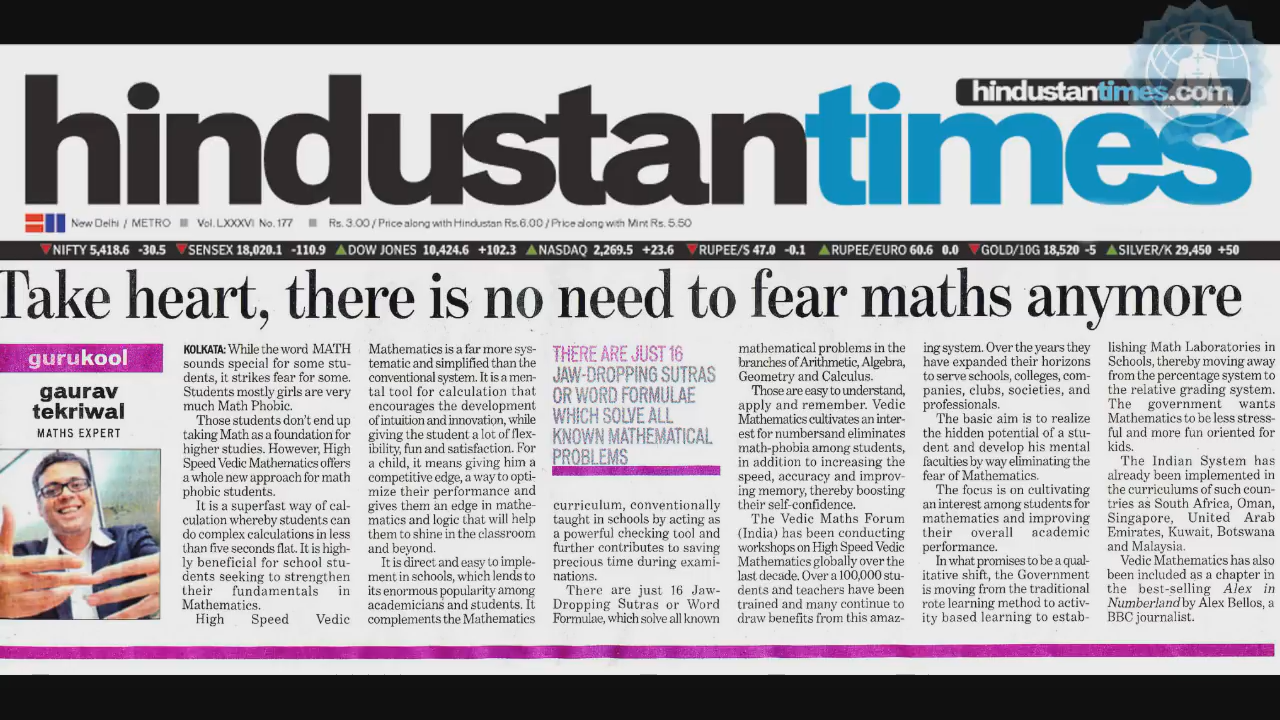 hindustantimes
hindustantimes.com
New Delhi / METRO ■ Vol. LXXXVI No. 177 ■ Rs. 3.00 / Price along with Hindustan Rs.6.00 / Price along with Mint Rs. 5.50
▼NIFTY 5,418.6 -30.5 ▼SENSEX 18,020.1 -110.9 ▲DOW JONES 10,424.6 +102.3 ▲NASDAQ 2,269.5 +23.6 ▼RUPEE/$ 47.0 -0.1 ▲RUPEE/EURO 60.6 0.0 ▼GOLD/10G 18,520 -5 ▲SILVER/K 29,450 +50
Take heart, there is no need to fear maths anymore
gurukool
gaurav
tekriwal
MATHS EXPERT
KOLKATA: While the word MATH
sounds special for some stu-
dents, it strikes fear for some.
Students mostly girls are very
much Math Phobic.
Those students don't end up
taking Math as a foundation for
higher studies. However, High
Speed Vedic Mathematics offers
a whole new approach for math
phobic students.
It is a superfast way of cal-
culation whereby students can
do complex calculations in less
than five seconds flat. It is high-
ly beneficial for school stu-
dents seeking to strengthen
their fundamentals in
Mathematics.
High Speed Vedic
Mathematics is a far more sys-
tematic and simplified than the
conventional system. It is a men-
tal tool for calculation that
encourages the development
of intuition and innovation, while
giving the student a lot of flex-
ibility, fun and satisfaction. For
a child, it means giving him a
competitive edge, a way to opti-
mize their performance and
gives them an edge in mathe-
matics and logic that will help
them to shine in the classroom
and beyond.
It is direct and easy to imple-
ment in schools, which lends to
its enormous popularity among
academicians and students. It
complements the Mathematics
THERE ARE JUST 16
JAW-DROPPING SUTRAS
OR WORD FORMULAE
WHICH SOLVE ALL
KNOWN MATHEMATICAL
PROBLEMS
curriculum, conventionally
taught in schools by acting as
a powerful checking tool and
further contributes to saving
precious time during exami-
nations.
There are just 16 Jaw-
Dropping Sutras or Word
Formulae, which solve all known
mathematical problems in the
branches of Arithmetic, Algebra,
Geometry and Calculus.
Those are easy to understand,
apply and remember. Vedic
Mathematics cultivates an inter-
est for numbersand eliminates
math-phobia among students,
in addition to increasing the
speed, accuracy and improv-
ing memory, thereby boosting
their self-confidence.
The Vedic Maths Forum
(India) has been conducting
workshops on High Speed Vedic
Mathematics globally over the
last decade. Over a 100,000 stu-
dents and teachers have been
trained and many continue to
draw benefits from this amaz-
ing system. Over the years they
have expanded their horizons
to serve schools, colleges, com-
panies, clubs, societies, and
professionals.
The basic aim is to realize
the hidden potential of a stu-
dent and develop his mental
faculties by way eliminating the
fear of Mathematics.
The focus is on cultivating
an interest among students for
mathematics and improving
their overall academic
performance.
In what promises to be a qual-
itative shift, the Government
is moving from the traditional
rote learning method to activ-
ity based learning to estab-
lishing Math Laboratories in
Schools, thereby moving away
from the percentage system to
the relative grading system.
The government wants
Mathematics to be less stress-
ful and more fun oriented for
kids.
The Indian System has
already been implemented in
the curriculums of such coun-
tries as South Africa, Oman,
Singapore, United Arab
Emirates, Kuwait, Botswana
and Malaysia.
Vedic Mathematics has also
been included as a chapter in
the best-selling Alex in
Numberland by Alex Bellos, a
BBC journalist.